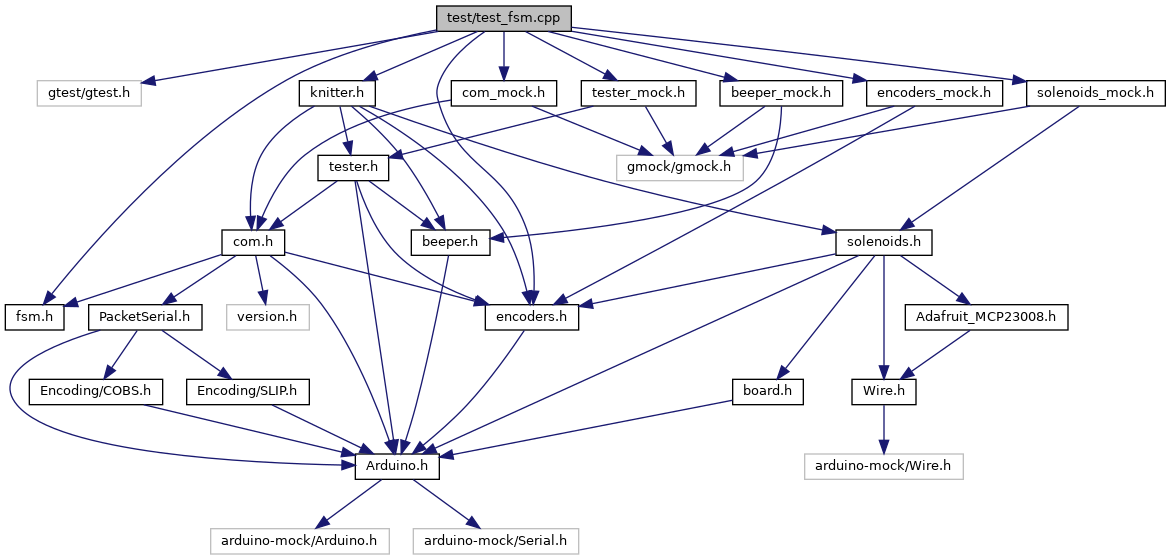 test/test_fsm.cpp
gtest/gtest.h
knitter.h
com_mock.h
tester_mock.h
beeper_mock.h
encoders_mock.h
solenoids_mock.h
tester.h
gmock/gmock.h
com.h
beeper.h
solenoids.h
fsm.h
PacketSerial.h
version.h
encoders.h
Adafruit_MCP23008.h
Encoding/COBS.h
Encoding/SLIP.h
board.h
Wire.h
Arduino.h
arduino-mock/Wire.h
arduino-mock/Arduino.h
arduino-mock/Serial.h